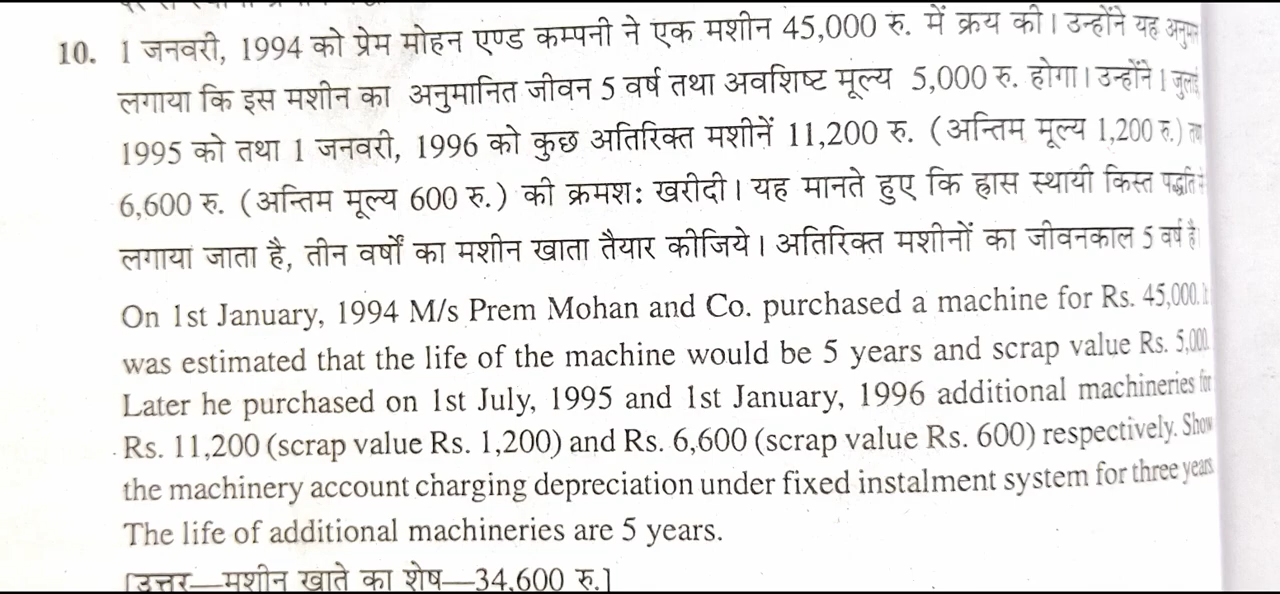 10. 1 जनवरी, 1994 को प्रेम मोहन एण्ड कम्पनी ने एक मशीन 45,000 रु. में क्रय की। उन्होंने यह
लगाया कि इस मशीन का अनुमानित जीवन 5 वर्ष तथा अवशिष्ट मूल्य 5,000 रु. होगा। उन्होंने 1 जुलाई
1995 को तथा 1 जनवरी, 1996 को कुछ अतिरिक्त मशीनें 11,200 रु. (अन्तिम मूल्य 1,200 रु.)
6,600 रु. (अन्तिम मूल्य 600 रु.) की क्रमश: खरीदी। यह मानते हुए कि ह्रास स्थायी किस्त पद्धति
लगाया जाता है, तीन वर्षों का मशीन खाता तैयार कीजिये। अतिरिक्त मशीनों का जीवनकाल 5 वर्ष है।
On 1st January, 1994 M/s Prem Mohan and Co. purchased a machine for Rs. 45,000. It
was estimated that the life of the machine would be 5 years and scrap value Rs. 5,000.
Later he purchased on 1st July, 1995 and 1st January, 1996 additional machineries for
Rs. 11,200 (scrap value Rs. 1,200) and Rs. 6,600 (scrap value Rs. 600) respectively. Show
the machinery account charging depreciation under fixed instalment system for three years
The life of additional machineries are 5 years.
[उत्तर—मशीन खाते का शेष—34,600 रु.]